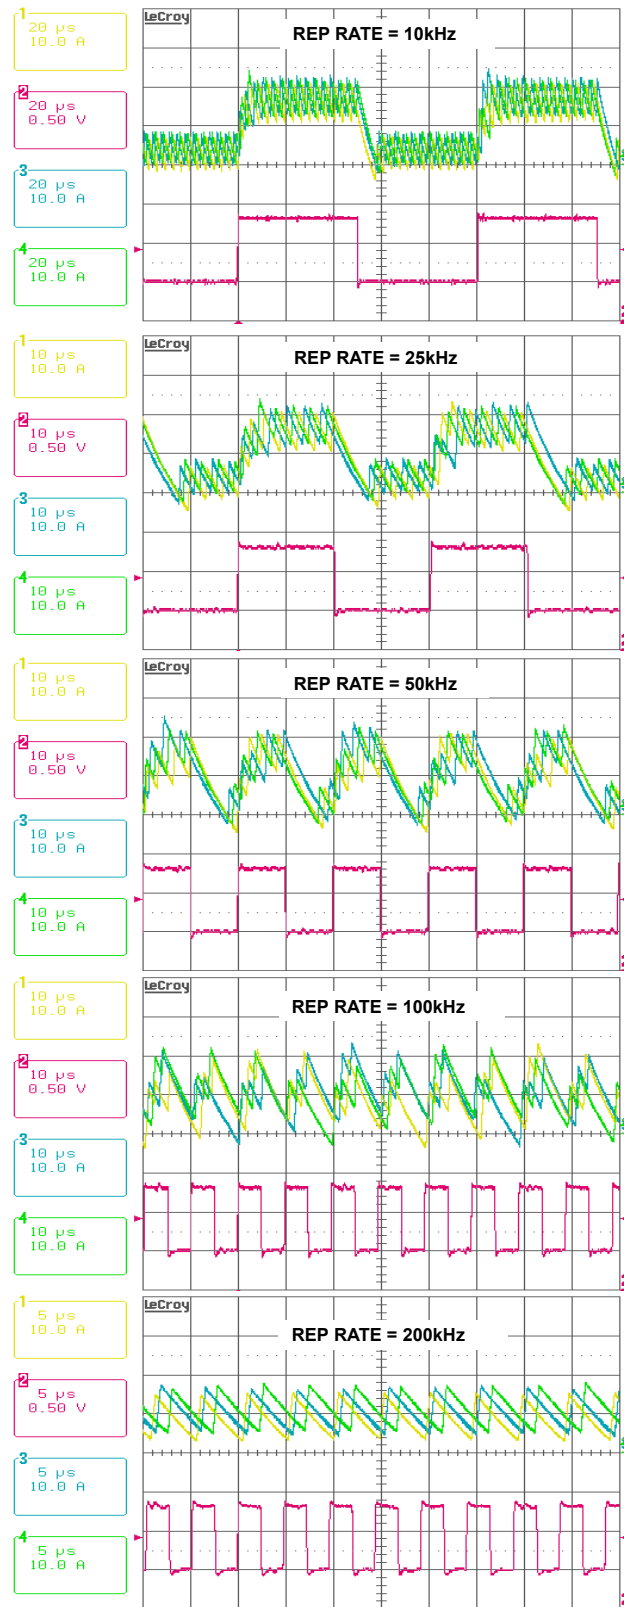 LeCroy
REP RATE = 10kHz
1
20 µs
10.0 A
2
20 µs
0.50 V
3
20 µs
10.0 A
4
20 µs
10.0 A
LeCroy
REP RATE = 25kHz
1
10 µs
10.0 A
2
10 µs
0.50 V
3
10 µs
10.0 A
4
10 µs
10.0 A
LeCroy
REP RATE = 50kHz
1
10 µs
10.0 A
2
10 µs
0.50 V
3
10 µs
10.0 A
4
10 µs
10.0 A
LeCroy
REP RATE = 100kHz
1
10 µs
10.0 A
2
10 µs
0.50 V
3
10 µs
10.0 A
4
10 µs
10.0 A
LeCroy
REP RATE = 200kHz
1
5 µs
10.0 A
2
5 µs
0.50 V
3
5 µs
10.0 A
4
5 µs
10.0 A